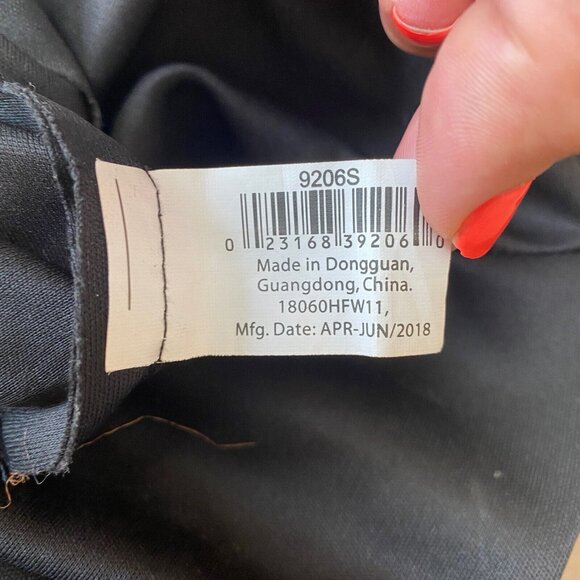 9206S
0 23168 39206 0
Made in Dongguan,
Guangdong, China.
18060HFW11,
Mfg. Date: APR-JUN/2018